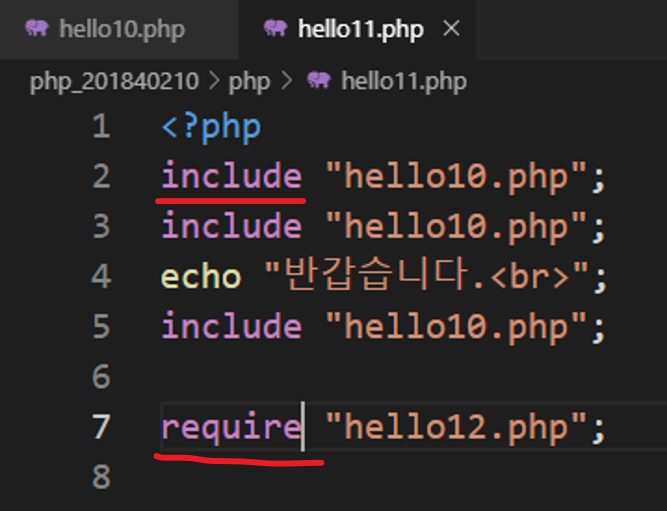 hello10.php hello11.php ×
php_201840210 > php > hello11.php
1 <?php
2 include "hello10.php";
3 include "hello10.php";
4 echo "반갑습니다.<br>";
5 include "hello10.php";
6
7 require "hello12.php";
8